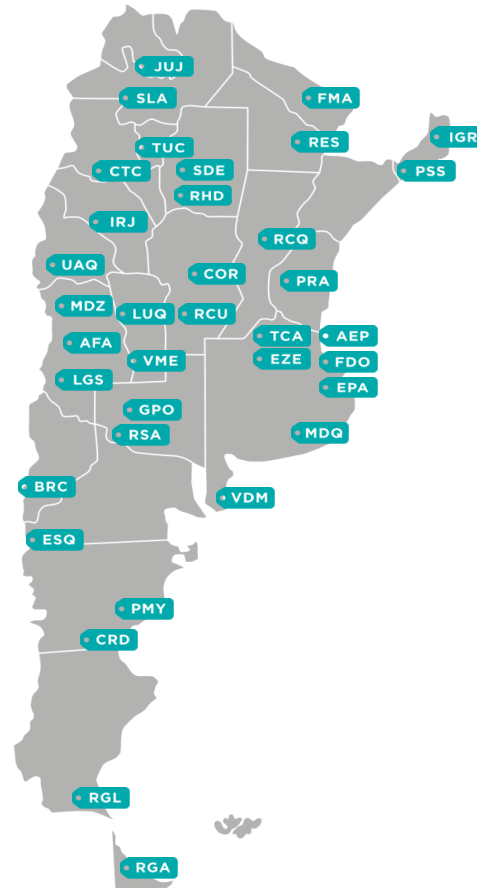 JUJ
SLA
FMA
IGR
TUC
RES
CTC
SDE
PSS
RHD
IRJ
RCQ
UAQ
COR
PRA
MDZ
LUQ
RCU
AFA
TCA
AEP
VME
EZE
FDO
LGS
EPA
GPO
RSA
MDQ
BRC
VDM
ESQ
PMY
CRD
RGL
RGA